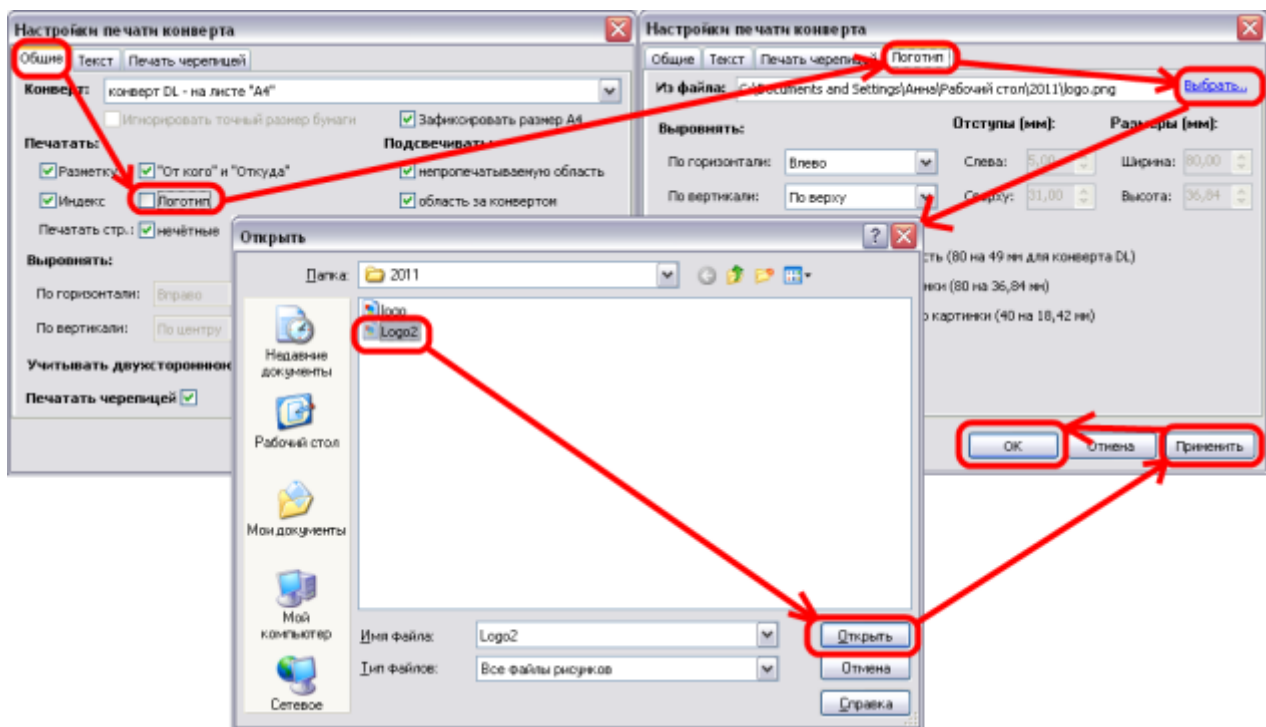 Настройки печати конверта
Общие Текст Печать черепицей
Конверт: конверт DL - на листе "А4"
Игнорировать точный размер бумаги Зафиксировать размер А4
Печатать: Подсвечивать:
Разметку "От кого" и "Откуда" непропечатываемую область
Индекс Логотип область за конвертом
Печатать стр.: нечётные
Выровнять:
По горизонтали: Вправо
По вертикали: По центру
Учитывать двухстороннюю
Печатать черепицей
Настройки печати конверта
Общие Текст Печать черепицей Логотип
Из файла: C:\Documents and Settings\Анна\Рабочий стол\2011\logo.png Выбрать...
Выровнять: Отступы (мм): Размеры (мм):
По горизонтали: Влево Слева: 5,00 Ширина: 80,00
По вертикали: По верху Сверху: 31,00 Высота: 36,84
(80 на 49 мм для конверта DL)
(80 на 36,84 мм)
картинки (40 на 18,42 мм)
ОК Отмена Применить
Открыть
Папка: 2011
logo
Logo2
Недавние
документы
Рабочий стол
Мои документы
Мой
компьютер
Сетевое
Имя файла: Logo2 Открыть
Тип файлов: Все файлы рисунков Отмена
Справка